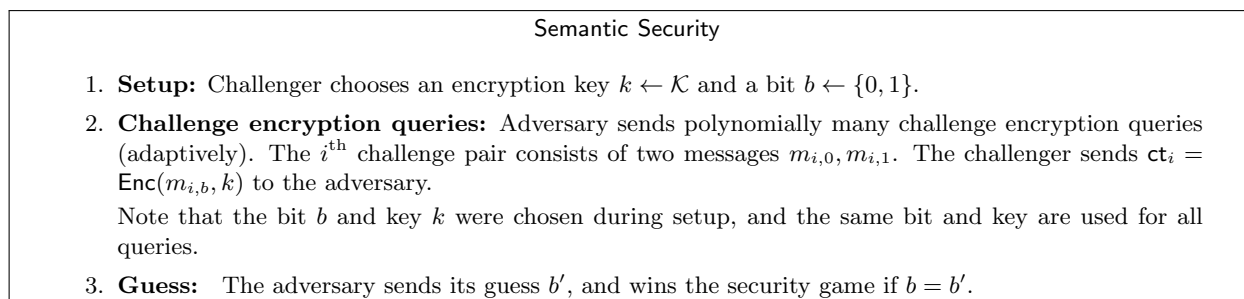 Semantic Security
1. Setup: Challenger chooses an encryption key k ← 𝒦 and a bit b ← {0, 1}.
2. Challenge encryption queries: Adversary sends polynomially many challenge encryption queries
(adaptively). The i^th challenge pair consists of two messages m_{i,0}, m_{i,1}. The challenger sends ct_i =
Enc(m_{i,b}, k) to the adversary.
Note that the bit b and key k were chosen during setup, and the same bit and key are used for all
queries.
3. Guess: The adversary sends its guess b′, and wins the security game if b = b′.